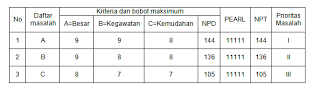 No Daftar masalah Kriteria dan bobot maksimum NPD PEARL NPT Prioritas Masalah
A=Besar B=Kegawatan C=Kemudahan
1 A 9 9 8 144 11111 144 I
2 B 9 8 8 136 11111 136 II
3 C 8 7 7 105 11111 105 III